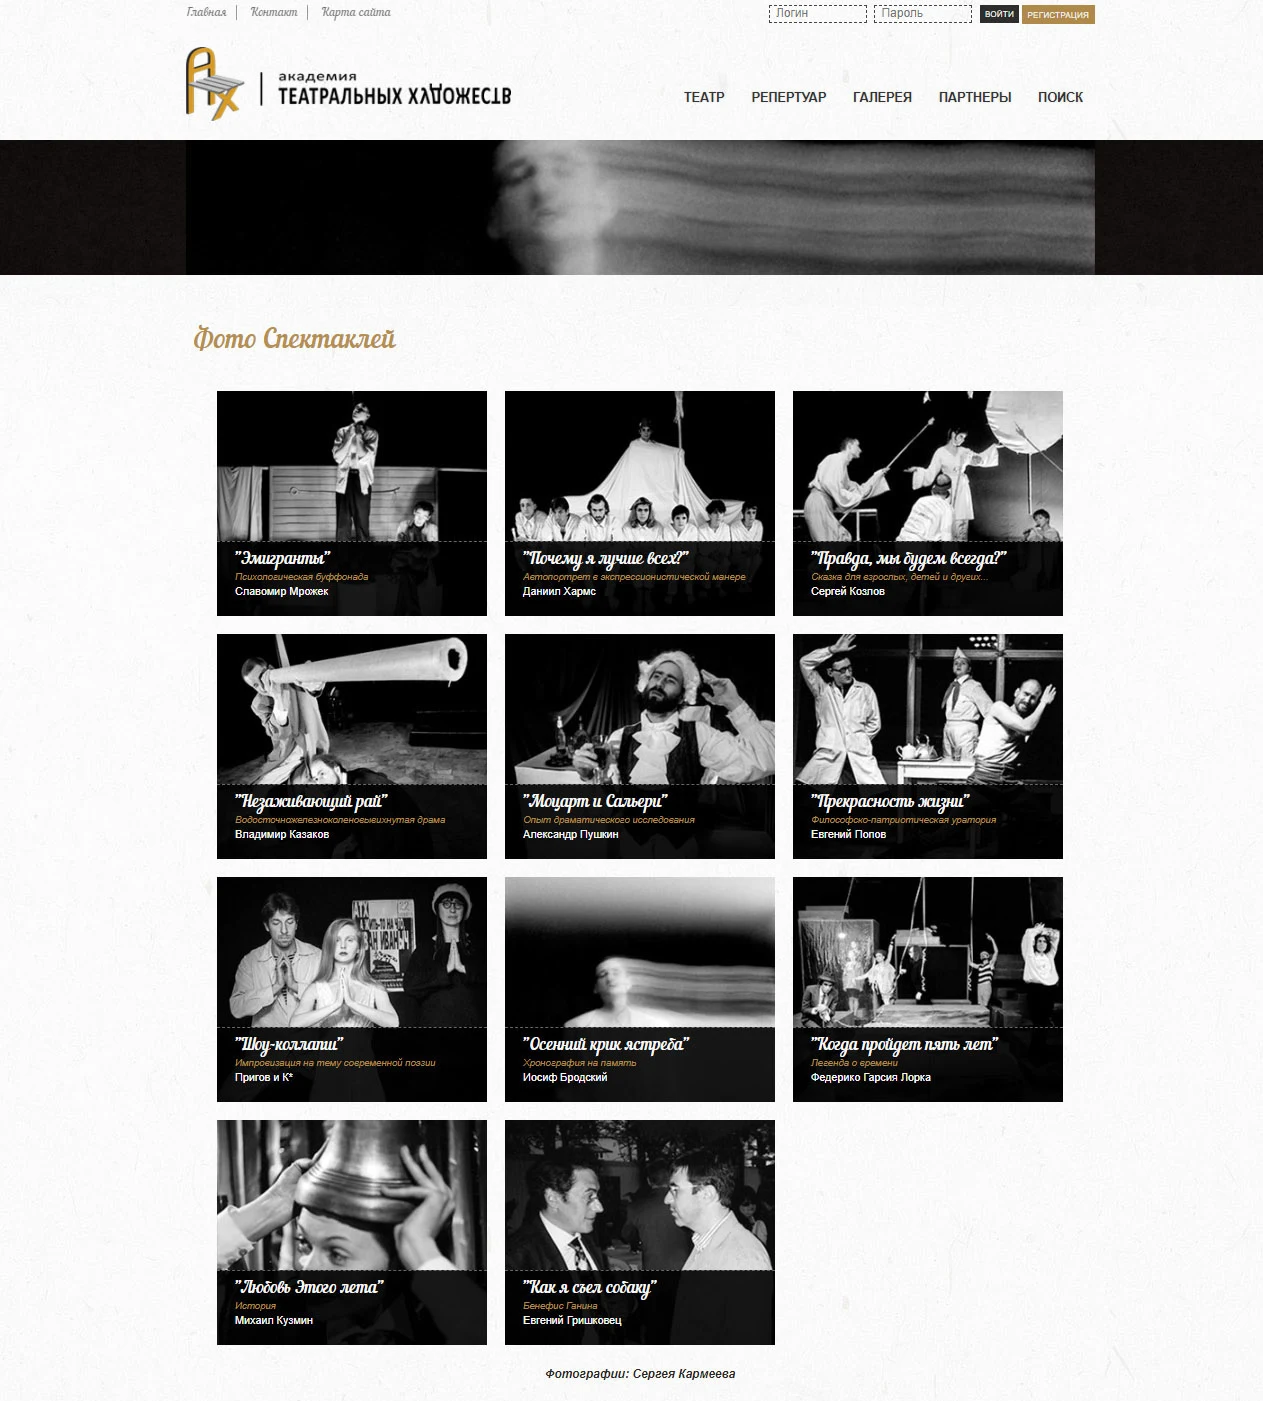 Главная
Контакт
Карта сайта
Логин
Пароль
ВОЙТИ
РЕГИСТРАЦИЯ
академия
ТЕАТРАЛЬНЫХ ХУДОЖЕСТВ
ТЕАТР
РЕПЕРТУАР
ГАЛЕРЕЯ
ПАРТНЕРЫ
ПОИСК
Фото Спектаклей
"Эмигранты"
Психологическая буффонада
Славомир Мрожек
"Почему я лучше всех?"
Автопортрет в экспрессионистической манере
Даниил Хармс
"Правда, мы будем всегда?"
Сказка для взрослых, детей и других...
Сергей Козлов
"Незаживающий рай"
Водосточножелезноколеновывихнутая драма
Владимир Казаков
"Моцарт и Сальери"
Опыт драматического исследования
Александр Пушкин
"Прекрасность жизни"
Философско-патриотическая уратория
Евгений Попов
"Шоу-коллапш"
Импровизация на тему современной поэзии
Пригов и К*
"Осенний крик ястреба"
Хронография на память
Иосиф Бродский
"Когда пройдет пять лет"
Легенда о времени
Федерико Гарсия Лорка
"Любовь Этого лета"
История
Михаил Кузмин
"Как я съел собаку"
Бенефис Ганина
Евгений Гришковец
Фотографии: Сергея Кармеева